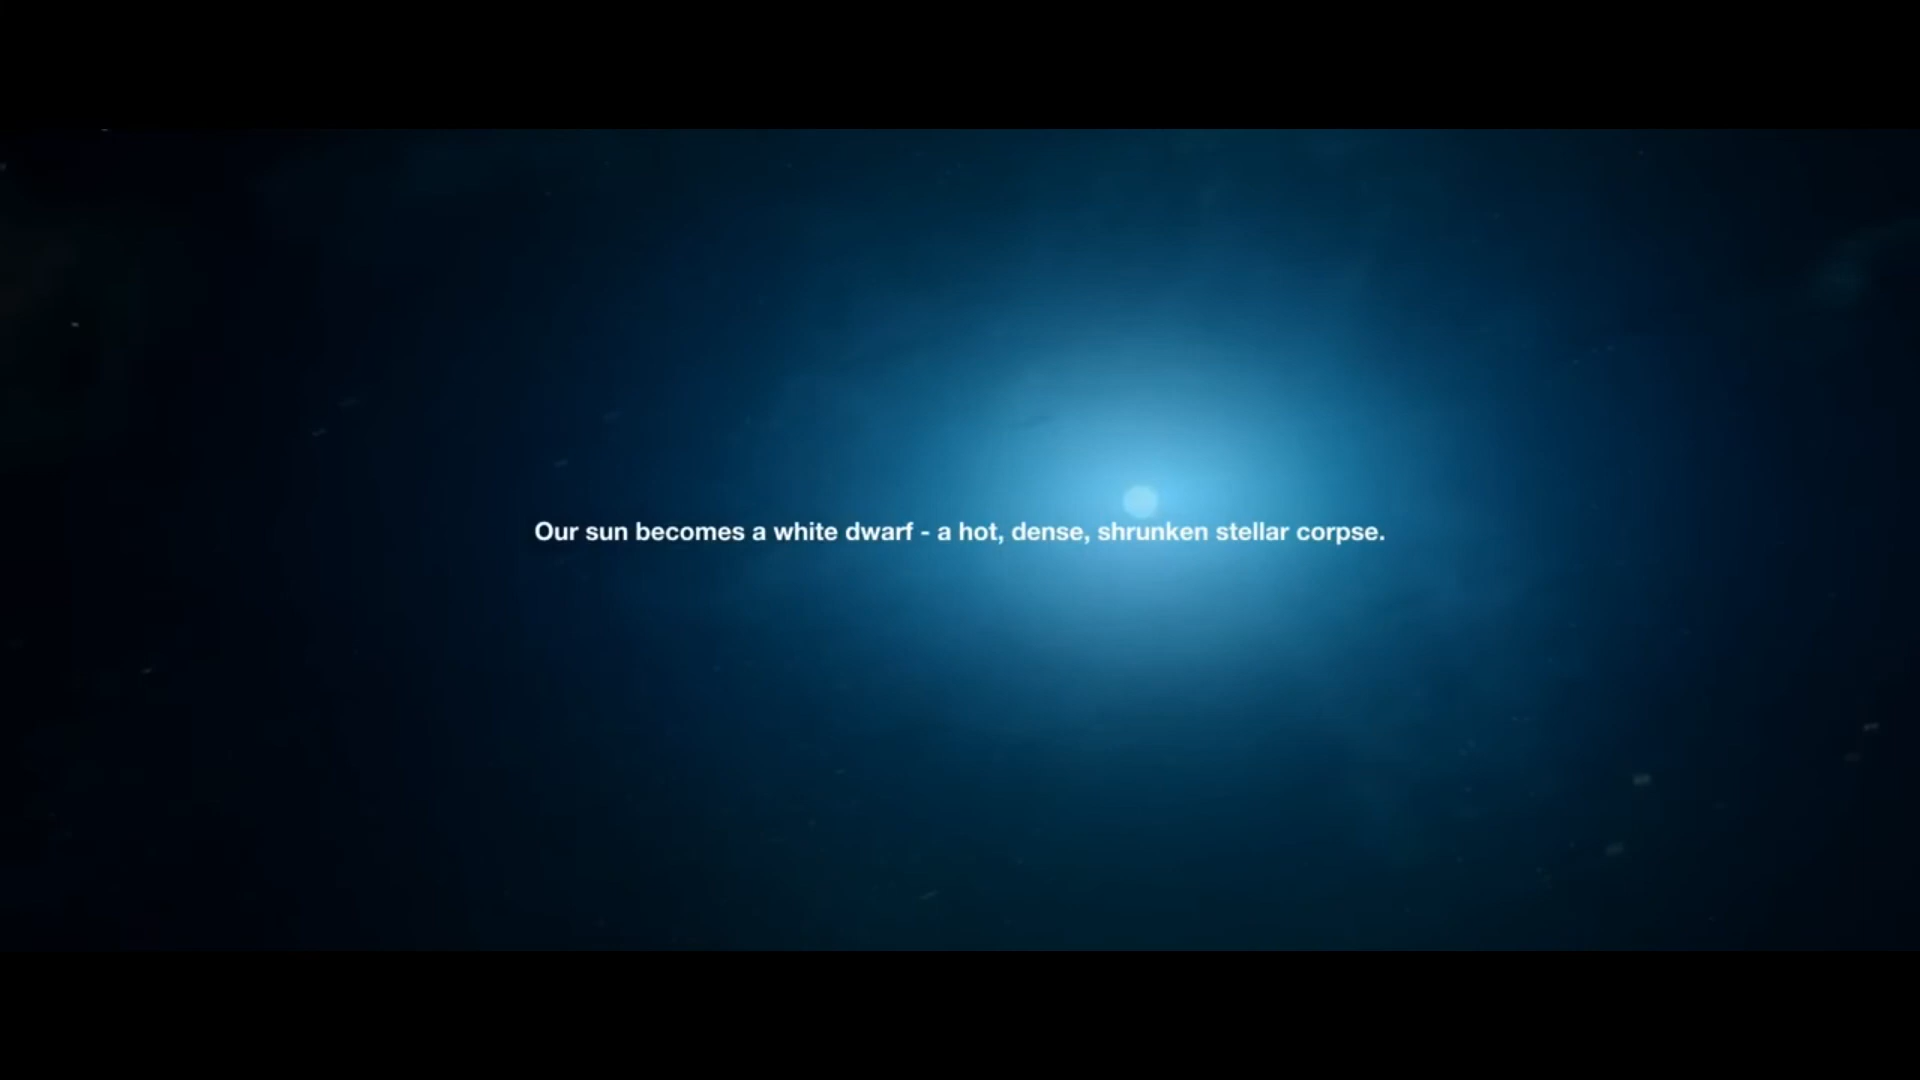 Our sun becomes a white dwarf - a hot, dense, shrunken stellar corpse.